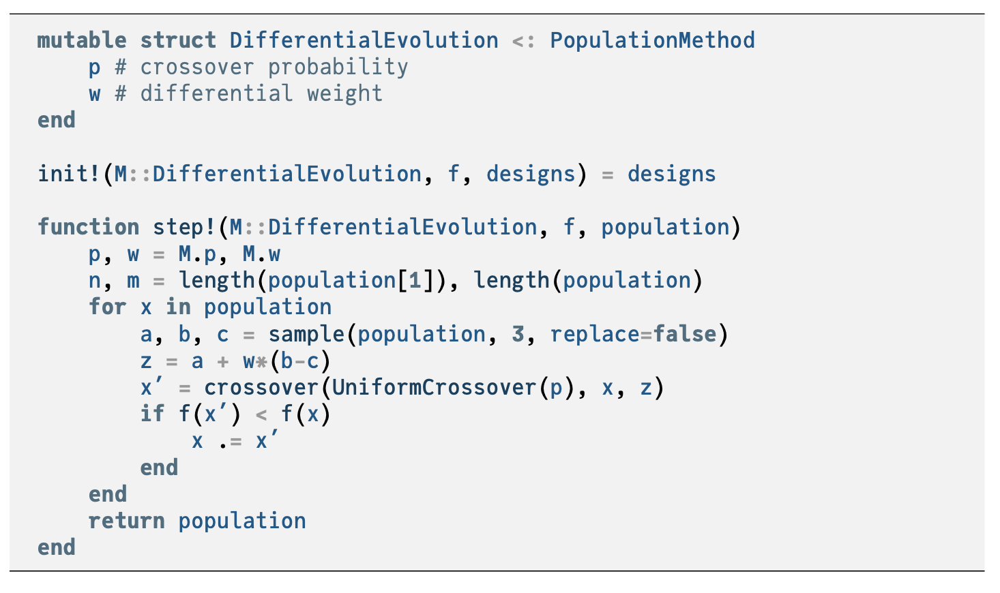 mutable struct DifferentialEvolution <: PopulationMethod
    p # crossover probability
    w # differential weight
end

init!(M::DifferentialEvolution, f, designs) = designs

function step!(M::DifferentialEvolution, f, population)
    p, w = M.p, M.w
    n, m = length(population[1]), length(population)
    for x in population
        a, b, c = sample(population, 3, replace=false)
        z = a + w*(b-c)
        x′ = crossover(UniformCrossover(p), x, z)
        if f(x′) < f(x)
            x .= x′
        end
    end
    return population
end